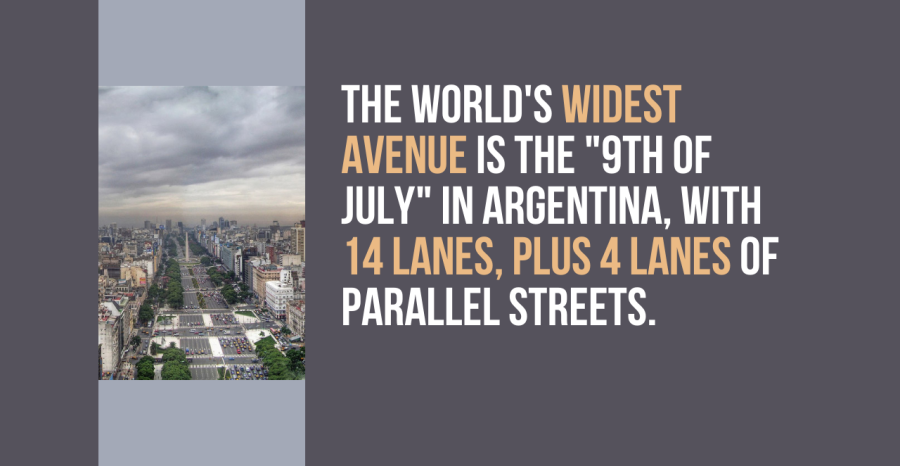 THE WORLD'S WIDEST
AVENUE IS THE "9TH OF
JULY" IN ARGENTINA, WITH
14 LANES, PLUS 4 LANES OF
PARALLEL STREETS.